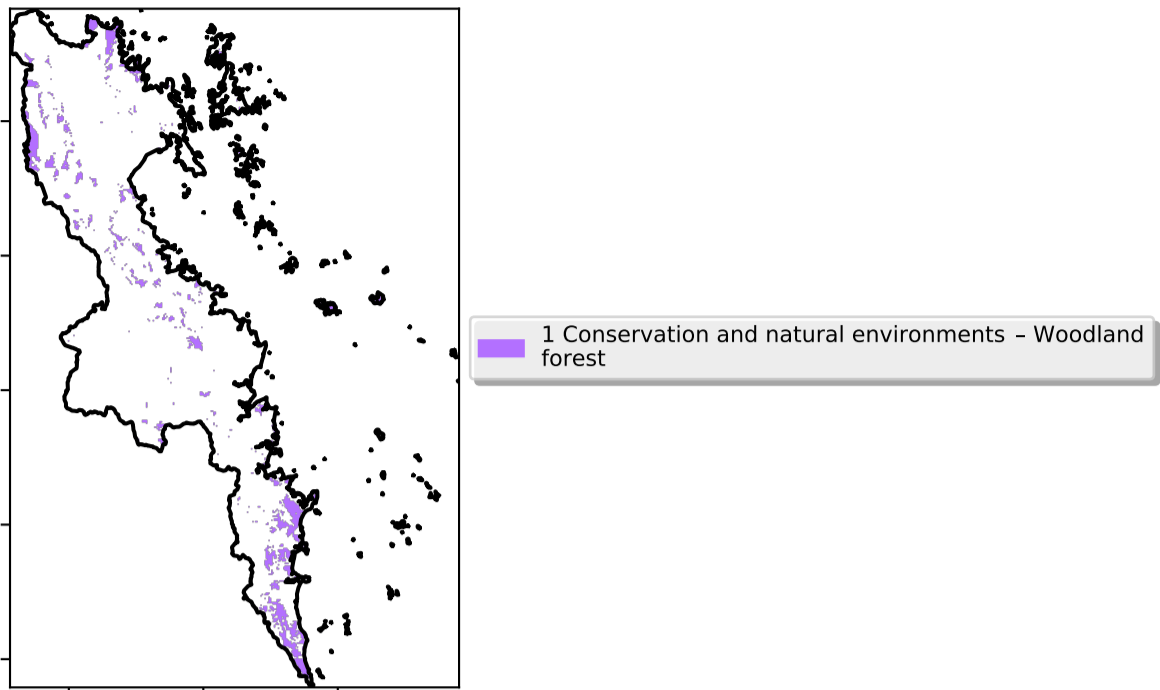 1 Conservation and natural environments – Woodland
forest